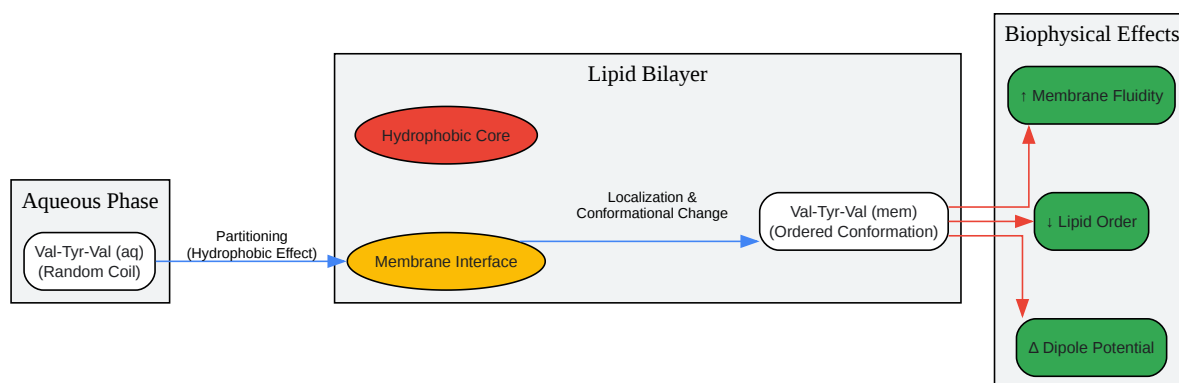 Aqueous Phase
Val-Tyr-Val (aq)
(Random Coil)
Partitioning
(Hydrophobic Effect)
Lipid Bilayer
Hydrophobic Core
Membrane Interface
Localization &
Conformational Change
Val-Tyr-Val (mem)
(Ordered Conformation)
Biophysical Effects
↑ Membrane Fluidity
↓ Lipid Order
Δ Dipole Potential